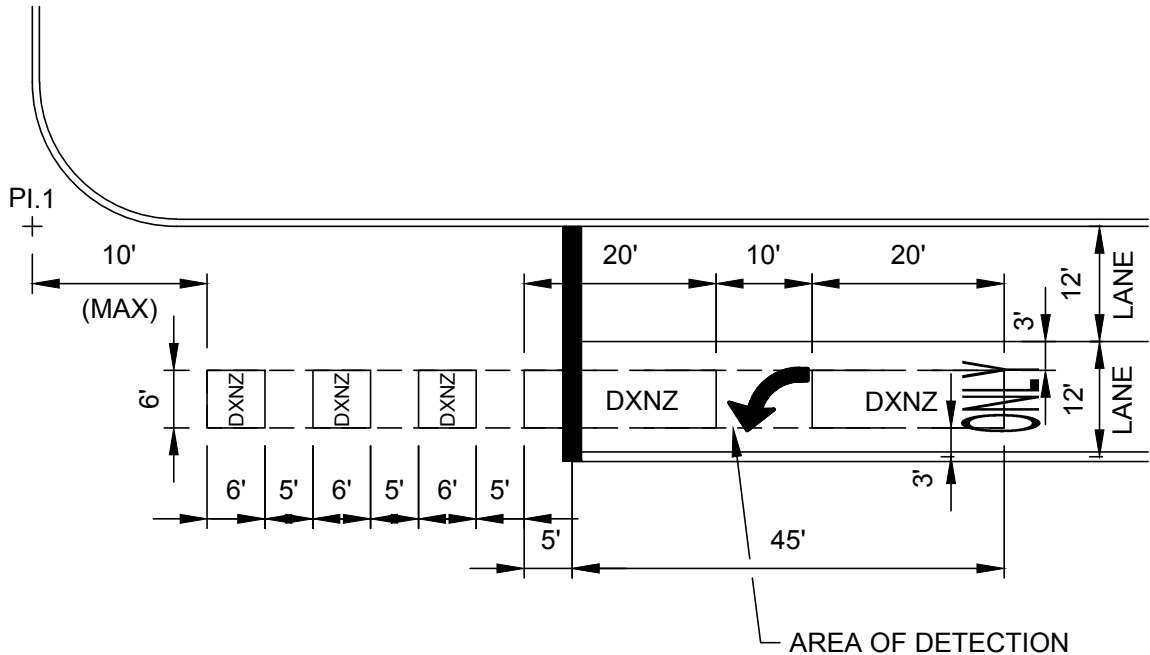 PI.1
10'
(MAX)
20'
10'
20'
12'
LANE
3'
6'
DXNZ
DXNZ
DXNZ
DXNZ
DXNZ
ONLY
12'
LANE
3'
6'
5'
6'
5'
6'
5'
5'
45'
AREA OF DETECTION